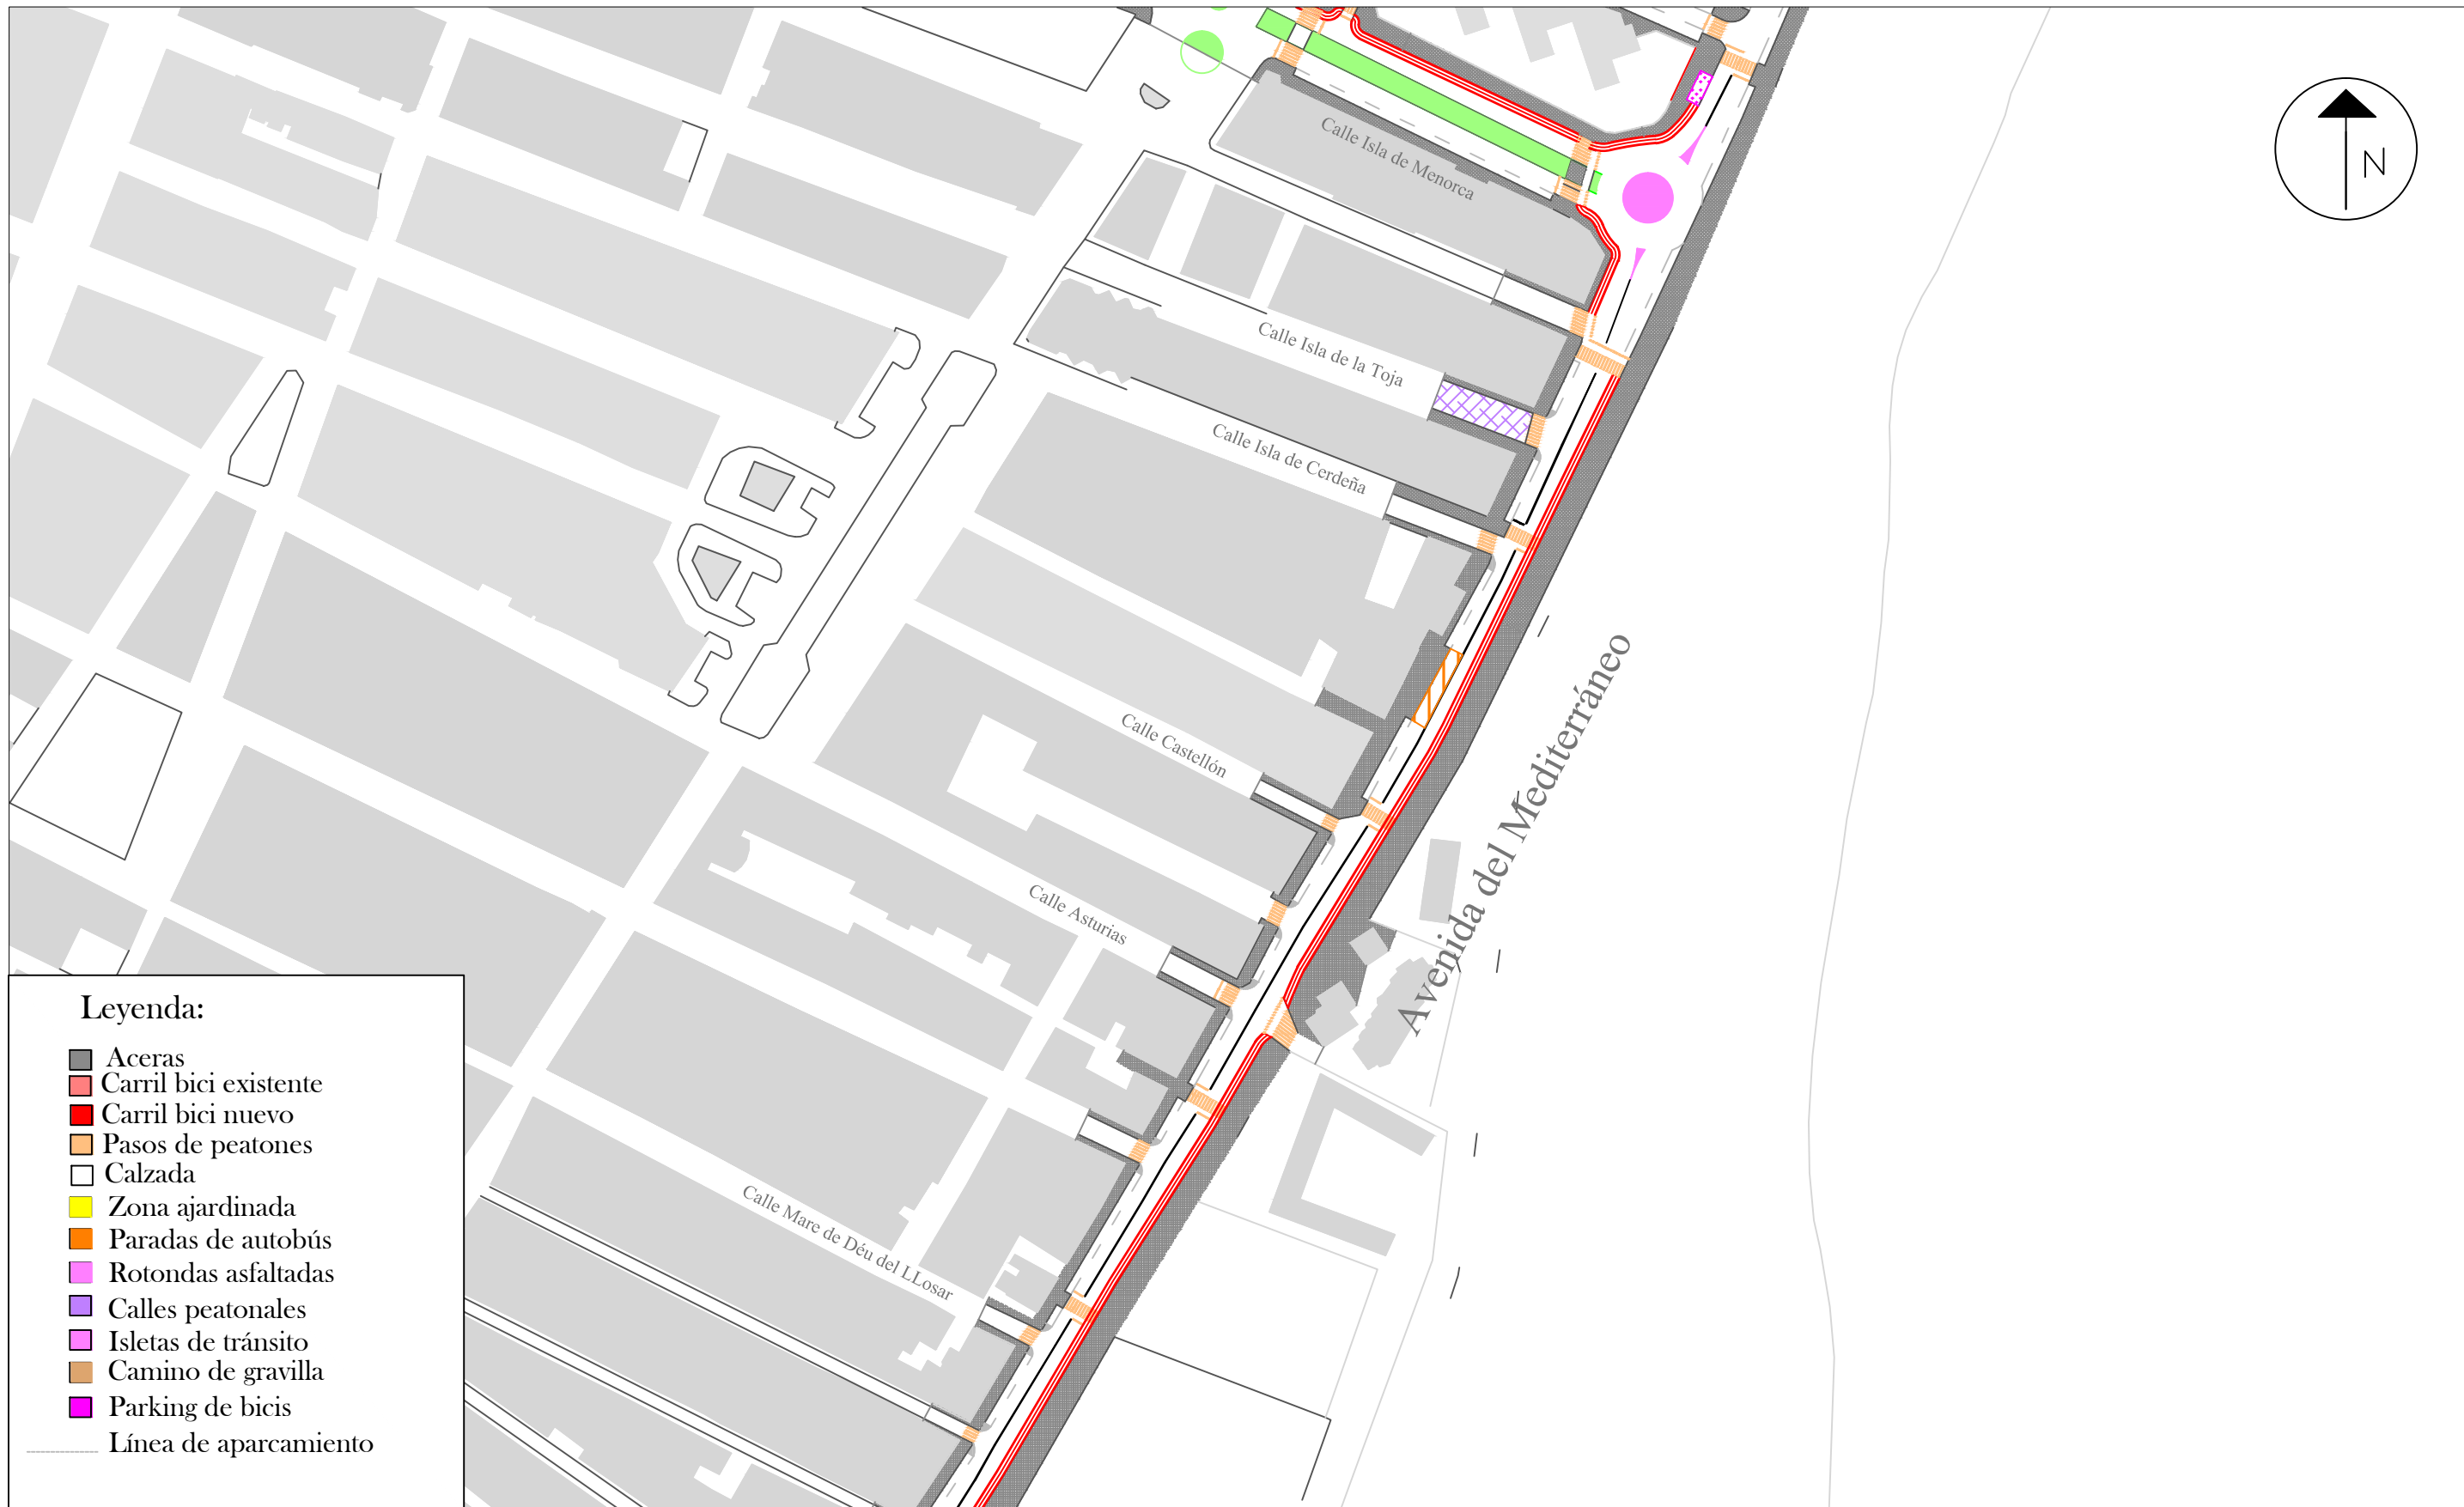 N
Calle Isla de Menorca
Calle Isla de la Toja
Calle Isla de Cerdeña
Avenida del Mediterráneo
Calle Castellón
Calle Asturias
Calle Mare de Déu del LLosar
Leyenda:
Aceras
Carril bici existente
Carril bici nuevo
Pasos de peatones
Calzada
Zona ajardinada
Paradas de autobús
Rotondas asfaltadas
Calles peatonales
Isletas de tránsito
Camino de gravilla
Parking de bicis
Línea de aparcamiento